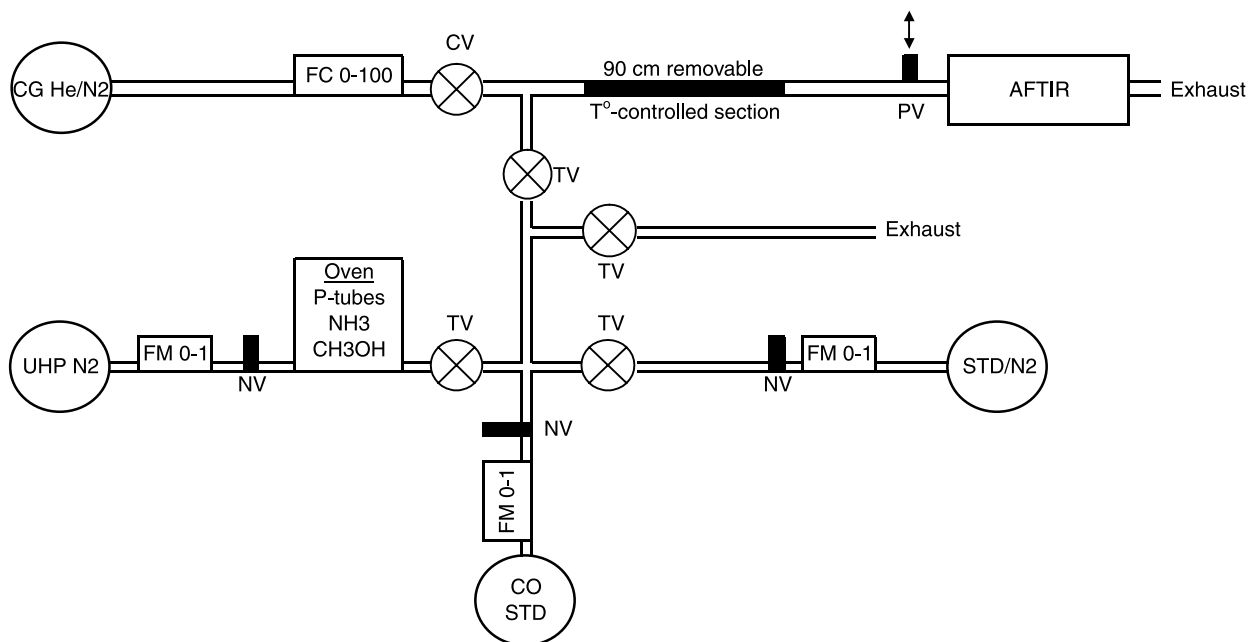 CV
CG He/N2
FC 0-100
90 cm removable
T°-controlled section
PV
AFTIR
Exhaust
TV
Exhaust
TV
Oven
P-tubes
NH3
CH3OH
TV
TV
UHP N2
FM 0-1
NV
NV
FM 0-1
STD/N2
NV
FM 0-1
CO
STD